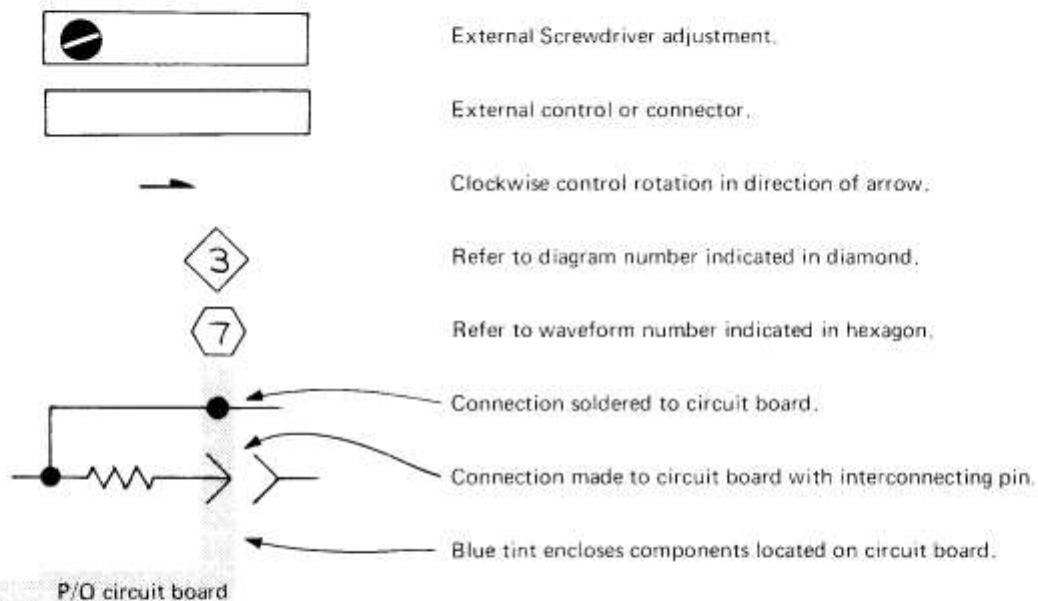 External Screwdriver adjustment.
External control or connector.
Clockwise control rotation in direction of arrow.
3
Refer to diagram number indicated in diamond.
7
Refer to waveform number indicated in hexagon.
Connection soldered to circuit board.
Connection made to circuit board with interconnecting pin.
Blue tint encloses components located on circuit board.
P/O circuit board